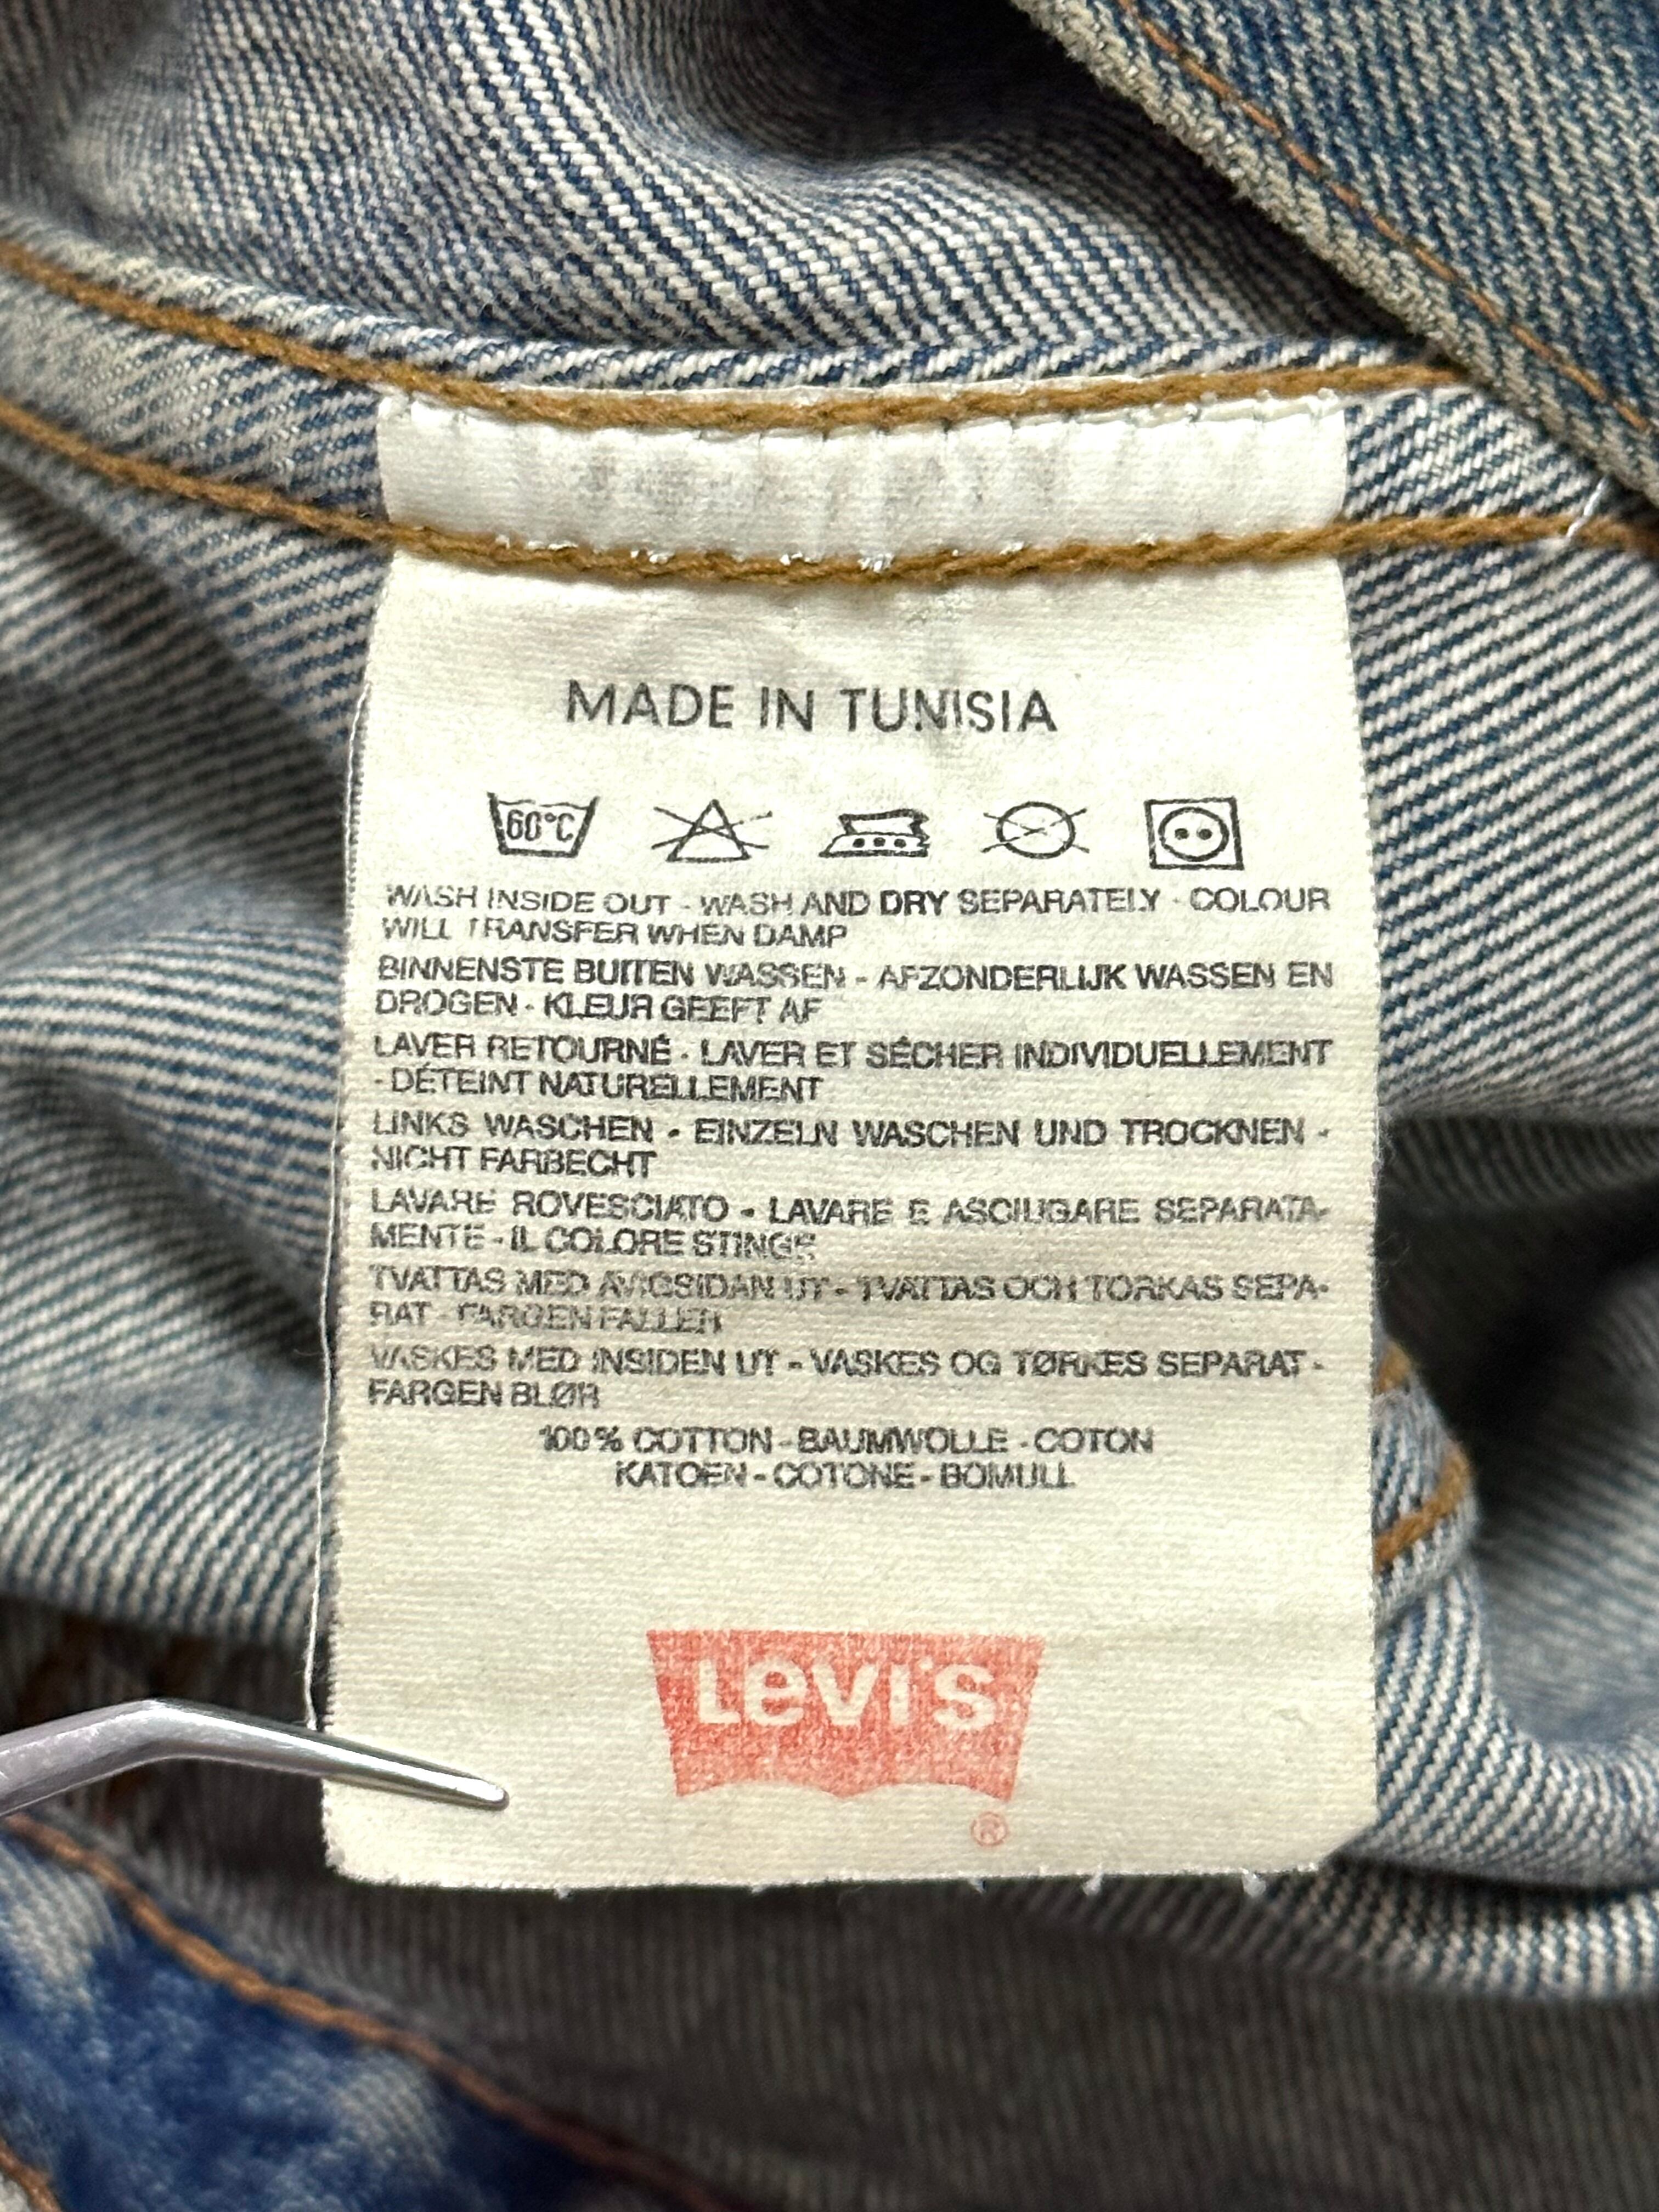 MADE IN TUNISIA
60°C
WASH INSIDE OUT - WASH AND DRY SEPARATELY - COLOUR
WILL TRANSFER WHEN DAMP
BINNENSTE BUITEN WASSEN - AFZONDERLIJK WASSEN EN
DROGEN - KLEUR GEEFT AF
LAVER RETOURNÉ - LAVER ET SÉCHER INDIVIDUELLEMENT
- DÉTEINT NATURELLEMENT
LINKS WASCHEN - EINZELN WASCHEN UND TROCKNEN -
NICHT FARBECHT
LAVARE ROVESCIATO - LAVARE E ASCIUGARE SEPARATA-
MENTE - IL COLORE STINGE
TVATTAS MED AVIGSIDAN UT - TVATTAS OCH TORKAS SEPA-
RAT - FARGEN FALLER
VASKES MED INSIDEN UT - VASKES OG TØRKES SEPARAT -
FARGEN BLØR
100% COTTON - BAUMWOLLE - COTON
KATOEN - COTONE - BOMULL
LEVI'S
®